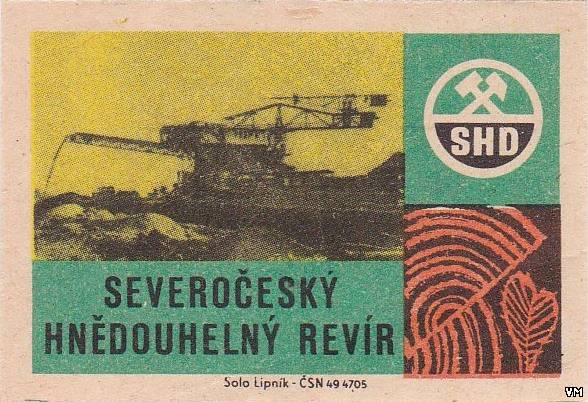 SHD
SEVEROČESKÝ
HNĚDOUHELNÝ REVÍR
Solo Lipník - ČSN 49 4705
VM